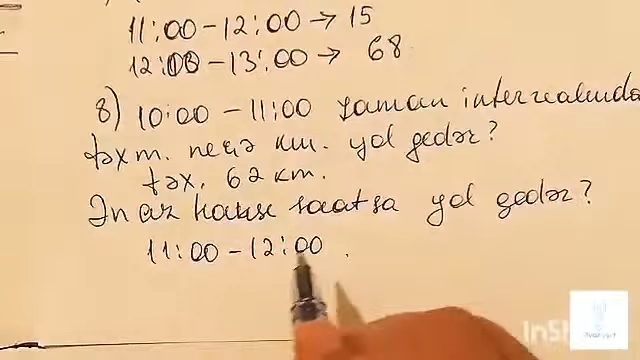 11:00 - 12:00 → 15
12:00 - 13:00 → 68
8) 10:00 - 11:00 zaman intervalında
təxm. neçə km. yol gedər?
təx. 62 km.
Ən az hansı saatda yol gedər?
11:00 - 12:00.
InSh